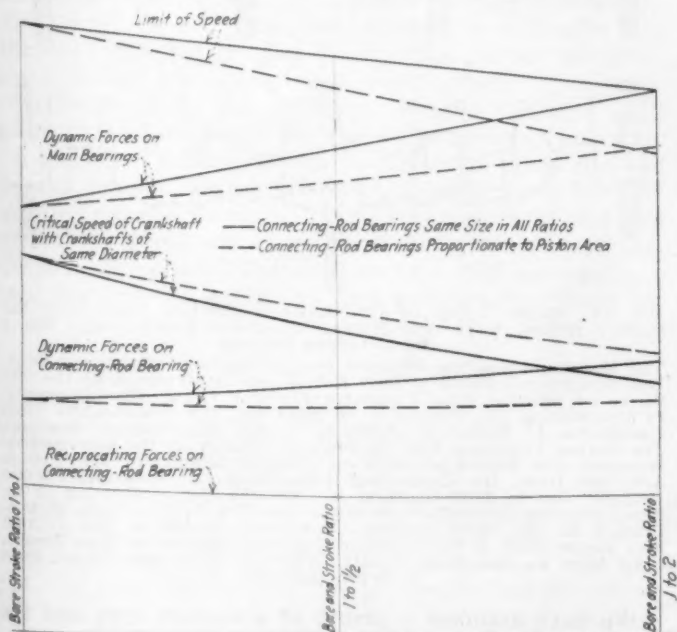 Limit of Speed
Dynamic Forces on
Main Bearings
Critical Speed of Crankshaft
with Crankshafts of
Same Diameter
Connecting-Rod Bearings Same Size in All Ratios
Connecting-Rod Bearings Proportionate to Piston Area
Dynamic Forces on
Connecting-Rod Bearing
Reciprocating Forces on
Connecting-Rod Bearing
Bore Stroke Ratio 1 to 1
Bore and Stroke Ratio
1 to 1 1/2
Bore and Stroke Ratio
1 to 2